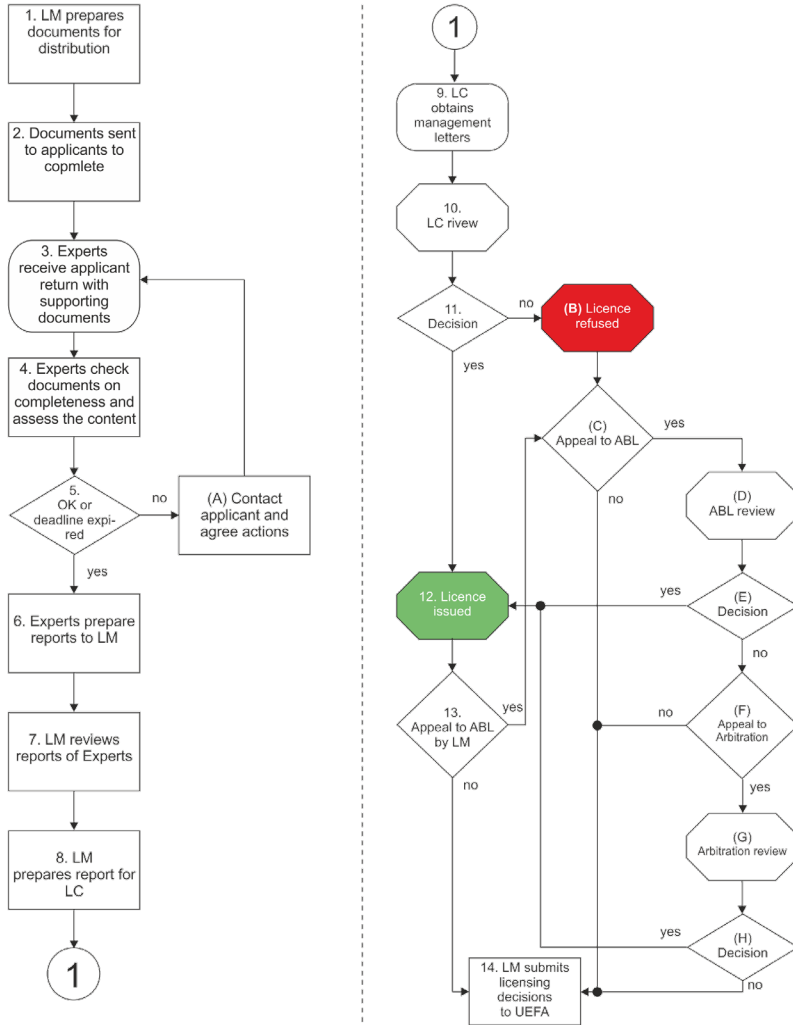 1. LM prepares
documents for
distribution
2. Documents sent
to applicants to
copmlete
3. Experts
receive applicant
return with
supporting
documents
4. Experts check
documents on
completeness and
assess the content
5.
OK or
deadline expi-
red
no
(A) Contact
applicant and
agree actions
yes
6. Experts prepare
reports to LM
7. LM reviews
reports of Experts
8. LM
prepares report for
LC
1
1
9. LC
obtains
management
letters
10.
LC rivew
11.
Decision
no
(B) Licence
refused
yes
(C)
Appeal to ABL
yes
no
(D)
ABL review
12. Licence
issued
yes
(E)
Decision
no
13.
Appeal to ABL
by LM
yes
no
no
(F)
Appeal to
Arbitration
yes
(G)
Arbitration review
yes
(H)
Decision
no
14. LM submits
licensing
decisions
to UEFA